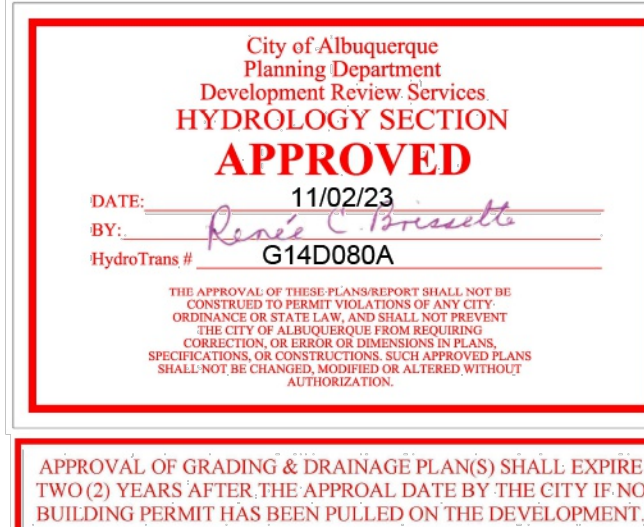 City of Albuquerque
Planning Department
Development Review Services
HYDROLOGY SECTION
APPROVED
DATE: 11/02/23
BY: Renée C. Brissette
HydroTrans # G14D080A
THE APPROVAL OF THESE PLANS/REPORT SHALL NOT BE
CONSTRUED TO PERMIT VIOLATIONS OF ANY CITY
ORDINANCE OR STATE LAW, AND SHALL NOT PREVENT
THE CITY OF ALBUQUERQUE FROM REQUIRING
CORRECTION, OR ERROR OR DIMENSIONS IN PLANS,
SPECIFICATIONS, OR CONSTRUCTIONS. SUCH APPROVED PLANS
SHALL NOT BE CHANGED, MODIFIED OR ALTERED WITHOUT
AUTHORIZATION.
APPROVAL OF GRADING & DRAINAGE PLAN(S) SHALL EXPIRE
TWO (2) YEARS AFTER THE APPROAL DATE BY THE CITY IF NO
BUILDING PERMIT HAS BEEN PULLED ON THE DEVELOPMENT